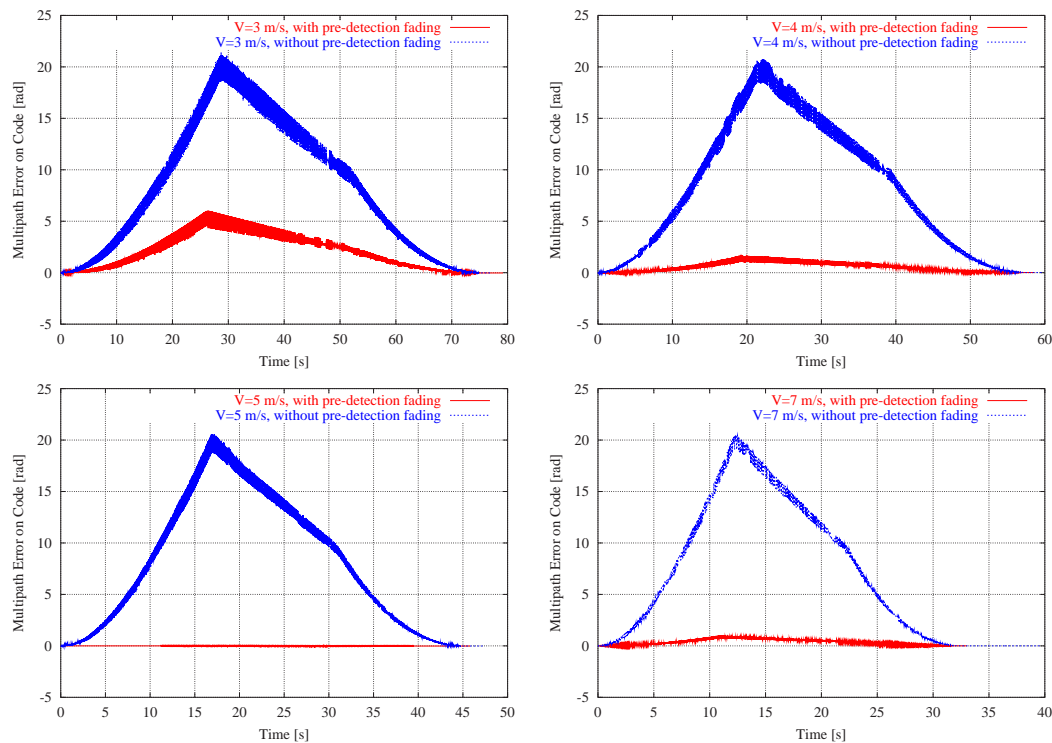 V=3 m/s, with pre-detection fading
V=3 m/s, without pre-detection fading
Multipath Error on Code [rad]
25
20
15
10
5
0
-5
0 10 20 30 40 50 60 70 80
Time [s]
V=4 m/s, with pre-detection fading
V=4 m/s, without pre-detection fading
Multipath Error on Code [rad]
25
20
15
10
5
0
-5
0 10 20 30 40 50 60
Time [s]
V=5 m/s, with pre-detection fading
V=5 m/s, without pre-detection fading
Multipath Error on Code [rad]
25
20
15
10
5
0
-5
0 5 10 15 20 25 30 35 40 45 50
Time [s]
V=7 m/s, with pre-detection fading
V=7 m/s, without pre-detection fading
Multipath Error on Code [rad]
25
20
15
10
5
0
-5
0 5 10 15 20 25 30 35 40
Time [s]